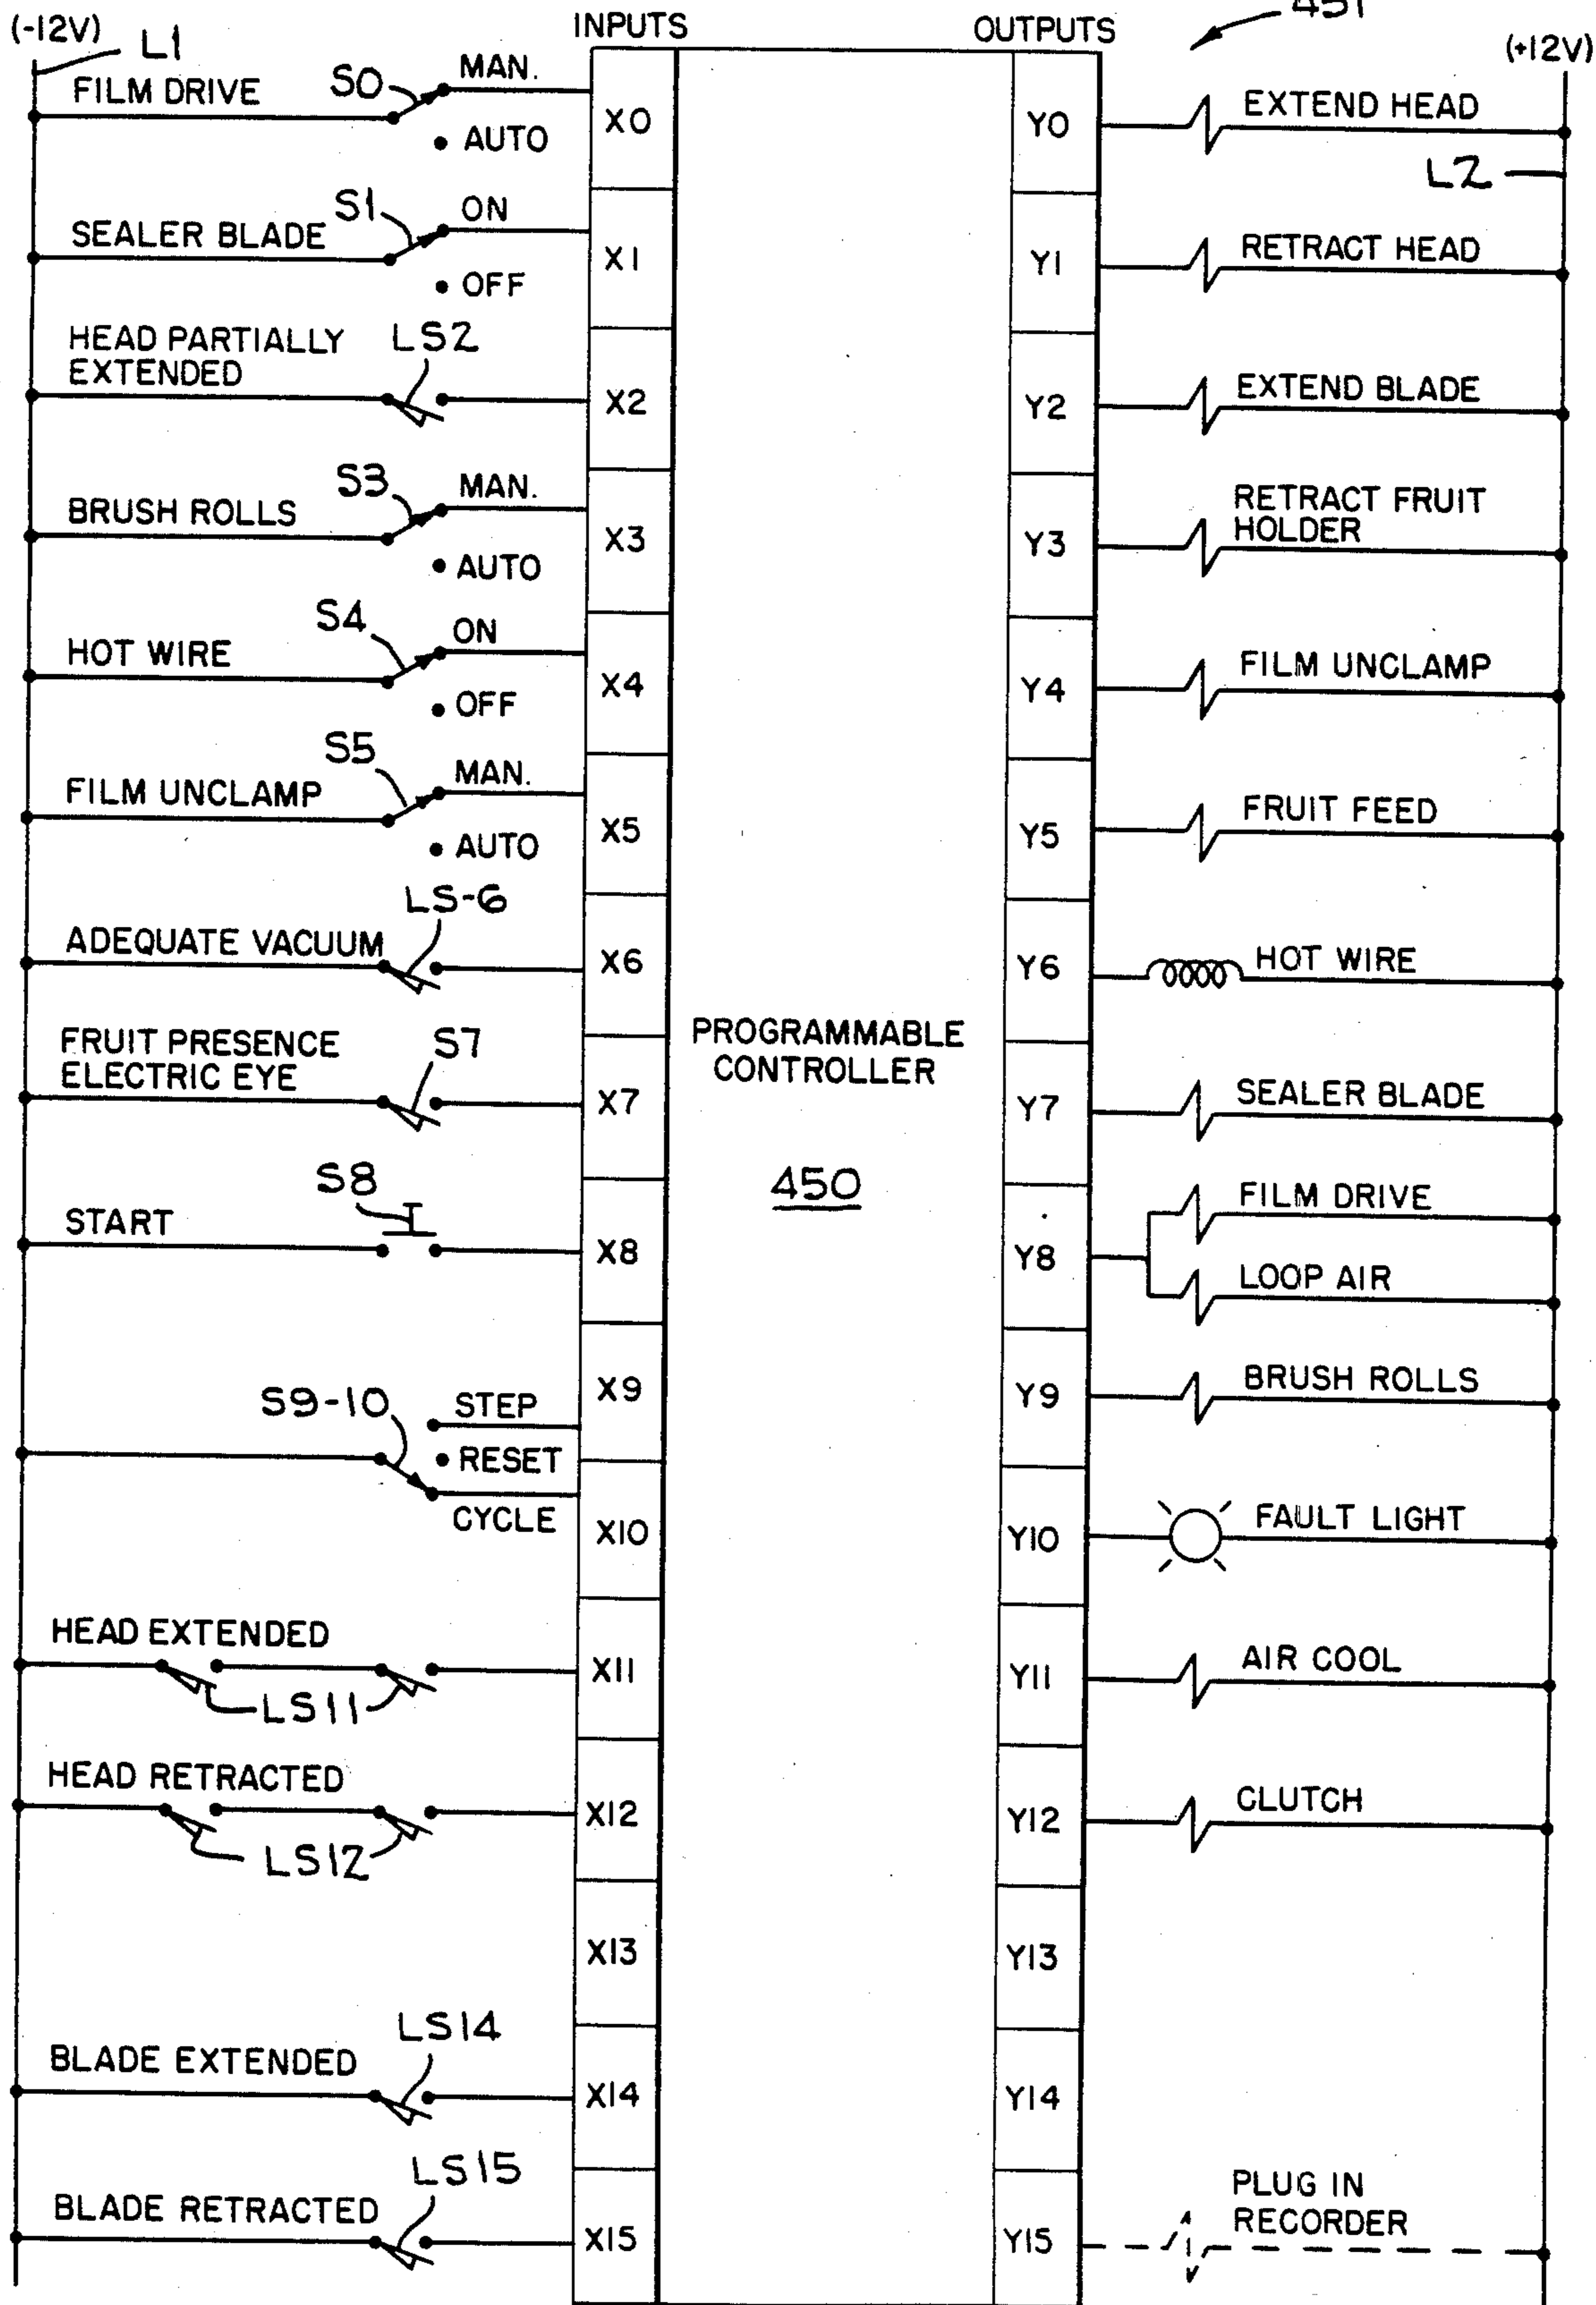 (-12V) L1 INPUTS OUTPUTS 451 (+12V)
FILM DRIVE S0 MAN. X0 Y0 EXTEND HEAD
AUTO L2
SEALER BLADE S1 ON X1 Y1 RETRACT HEAD
OFF
HEAD PARTIALLY LS2
EXTENDED X2 Y2 EXTEND BLADE
BRUSH ROLLS S3 MAN. X3 Y3 RETRACT FRUIT
AUTO HOLDER
HOT WIRE S4 ON X4 Y4 FILM UNCLAMP
OFF
FILM UNCLAMP S5 MAN. X5 Y5 FRUIT FEED
AUTO
ADEQUATE VACUUM LS-6 X6 Y6 HOT WIRE
PROGRAMMABLE
CONTROLLER
450
FRUIT PRESENCE S7
ELECTRIC EYE X7 Y7 SEALER BLADE
START S8 X8 Y8 FILM DRIVE
LOOP AIR
S9-10 STEP X9 Y9 BRUSH ROLLS
RESET
CYCLE X10 Y10 FAULT LIGHT
HEAD EXTENDED X11 Y11 AIR COOL
LS11
HEAD RETRACTED X12 Y12 CLUTCH
LS12
X13 Y13
BLADE EXTENDED LS14 X14 Y14
BLADE RETRACTED LS15 X15 Y15 PLUG IN
RECORDER